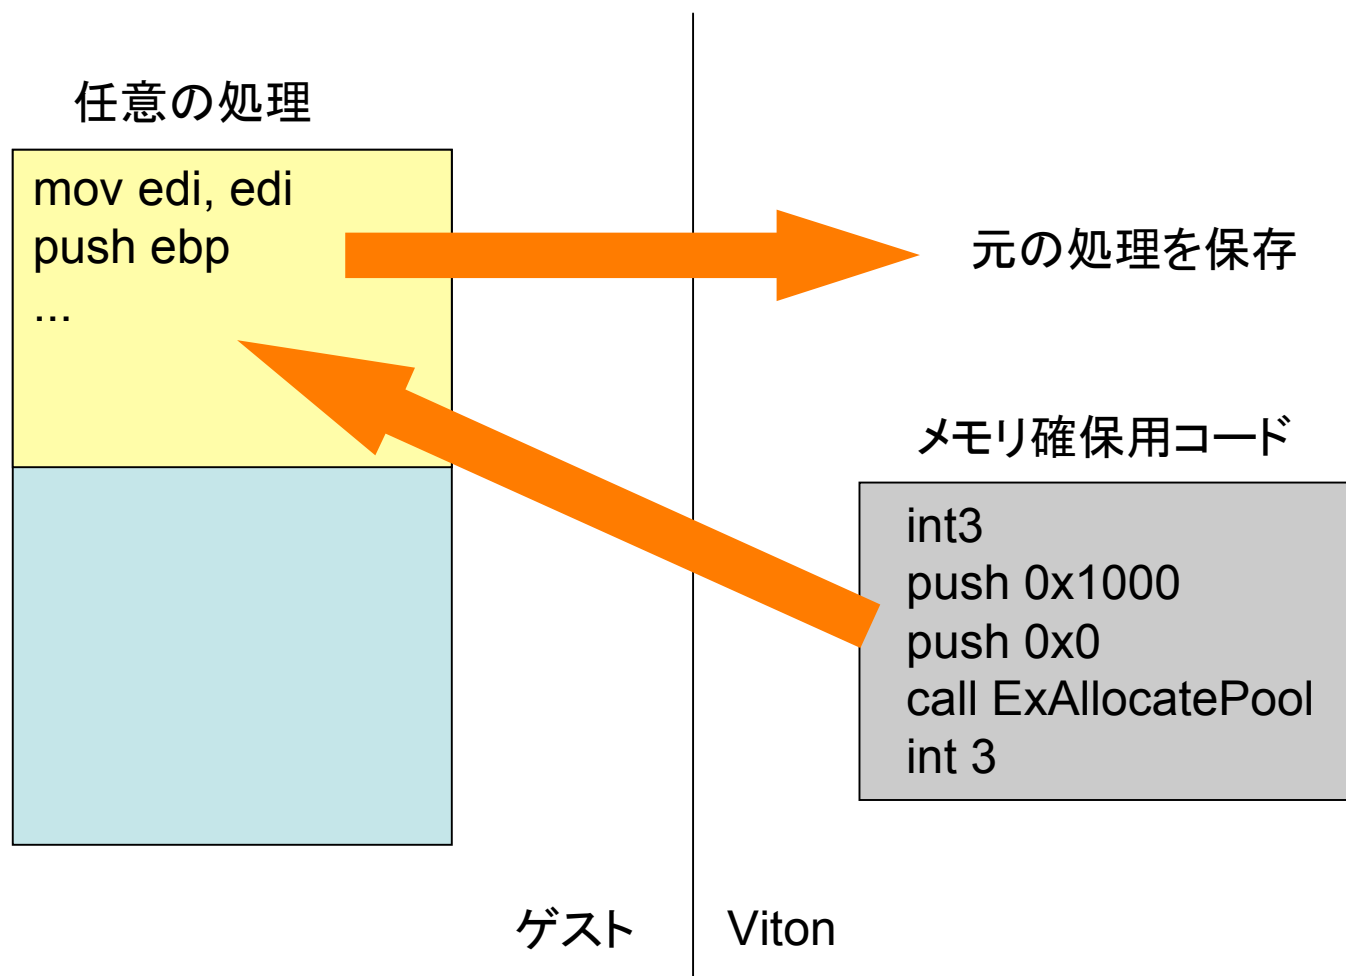 任意の処理
mov edi, edi
push ebp
...
元の処理を保存
メモリ確保用コード
int3
push 0x1000
push 0x0
call ExAllocatePool
int 3
ゲスト
Viton